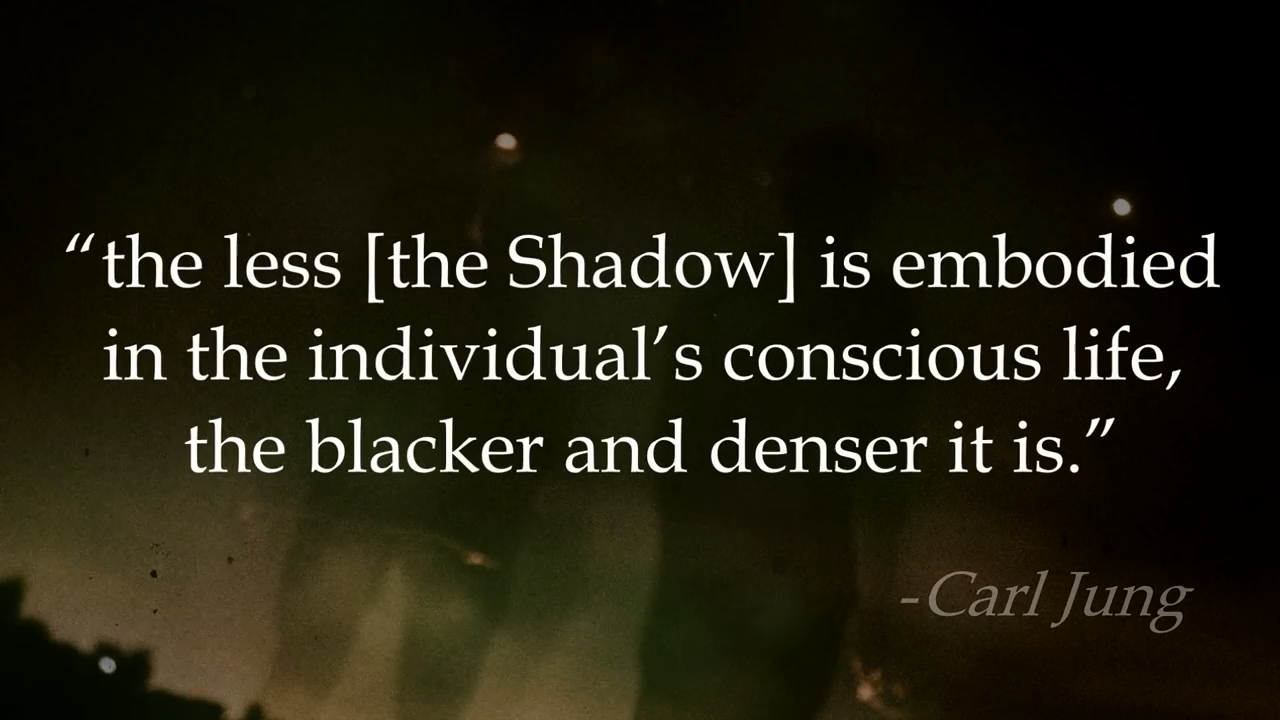 “the less [the Shadow] is embodied
in the individual’s conscious life,
the blacker and denser it is.”
-Carl Jung